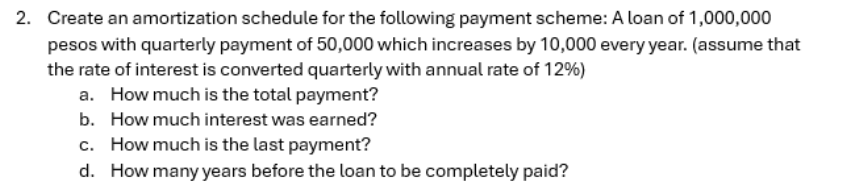 2. Create an amortization schedule for the following payment scheme: A loan of 1,000,000
pesos with quarterly payment of 50,000 which increases by 10,000 every year. (assume that
the rate of interest is converted quarterly with annual rate of 12%)
a. How much is the total payment?
b. How much interest was earned?
c. How much is the last payment?
d. How many years before the loan to be completely paid?